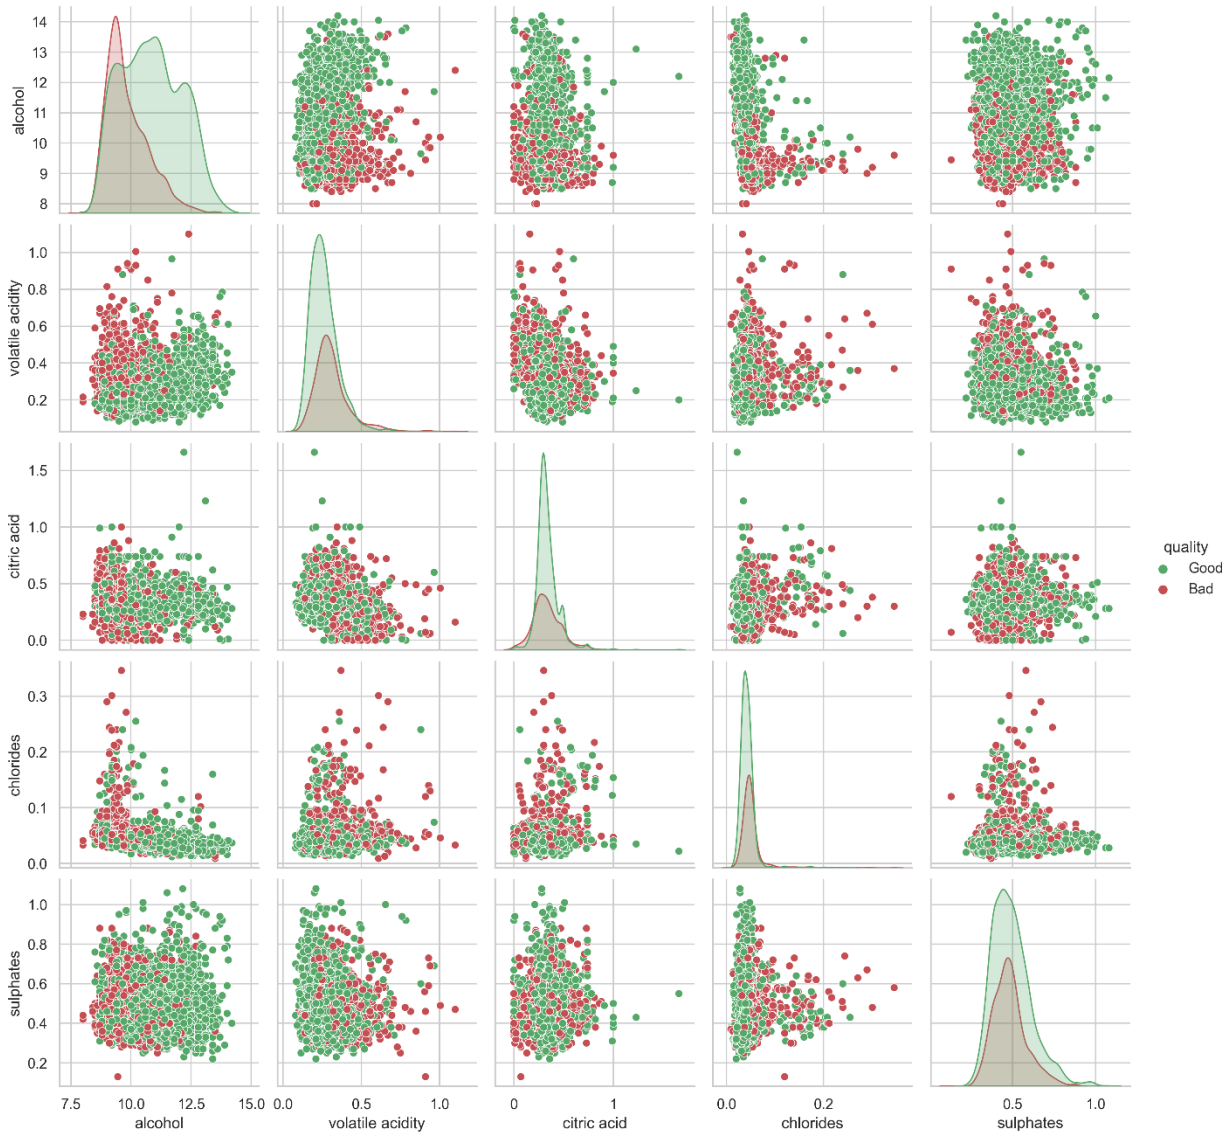 14
13
12
11
10
9
8
alcohol
1.0
0.8
0.6
0.4
0.2
volatile acidity
1.5
1.0
0.5
0.0
citric acid
quality
Good
Bad
0.3
0.2
0.1
0.0
chlorides
1.0
0.8
0.6
0.4
0.2
sulphates
7.5 10.0 12.5 15.0
0.0 0.5 1.0
0 1
0.0 0.2
0.5 1.0
alcohol
volatile acidity
citric acid
chlorides
sulphates